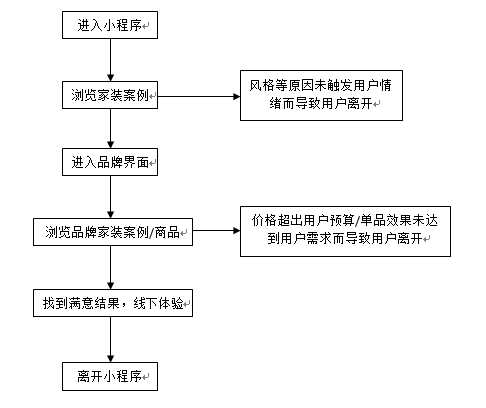 进入小程序
浏览家装案例
风格等原因未触发用户情
绪而导致用户离开
进入品牌界面
浏览品牌家装案例/商品
价格超出用户预算/单品效果未达
到用户需求而导致用户离开
找到满意结果，线下体验
离开小程序